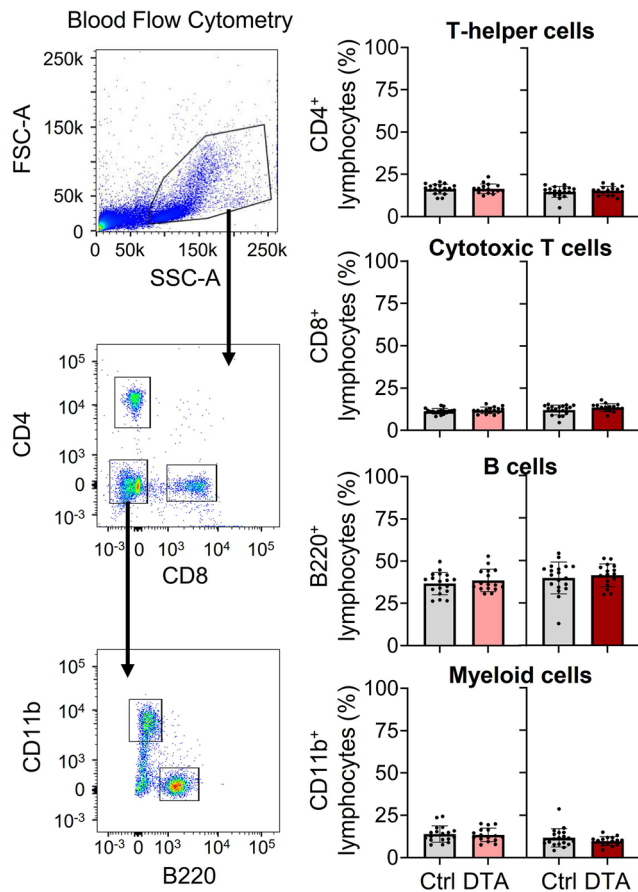 Blood Flow Cytometry
250k
150k
50k
0
FSC-A
0 50k 150k 250k
SSC-A
10⁵
10⁴
10³
0
10⁻³
CD4
10⁻³ 0 10³ 10⁴ 10⁵
CD8
10⁵
10⁴
10³
0
10⁻³
CD11b
10⁻³ 0 10³ 10⁴ 10⁵
B220
T-helper cells
CD4⁺
lymphocytes (%)
100
75
50
25
0
Cytotoxic T cells
CD8⁺
lymphocytes (%)
100
75
50
25
0
B cells
B220⁺
lymphocytes (%)
100
75
50
25
0
Myeloid cells
CD11b⁺
lymphocytes (%)
100
75
50
25
0
Ctrl DTA Ctrl DTA